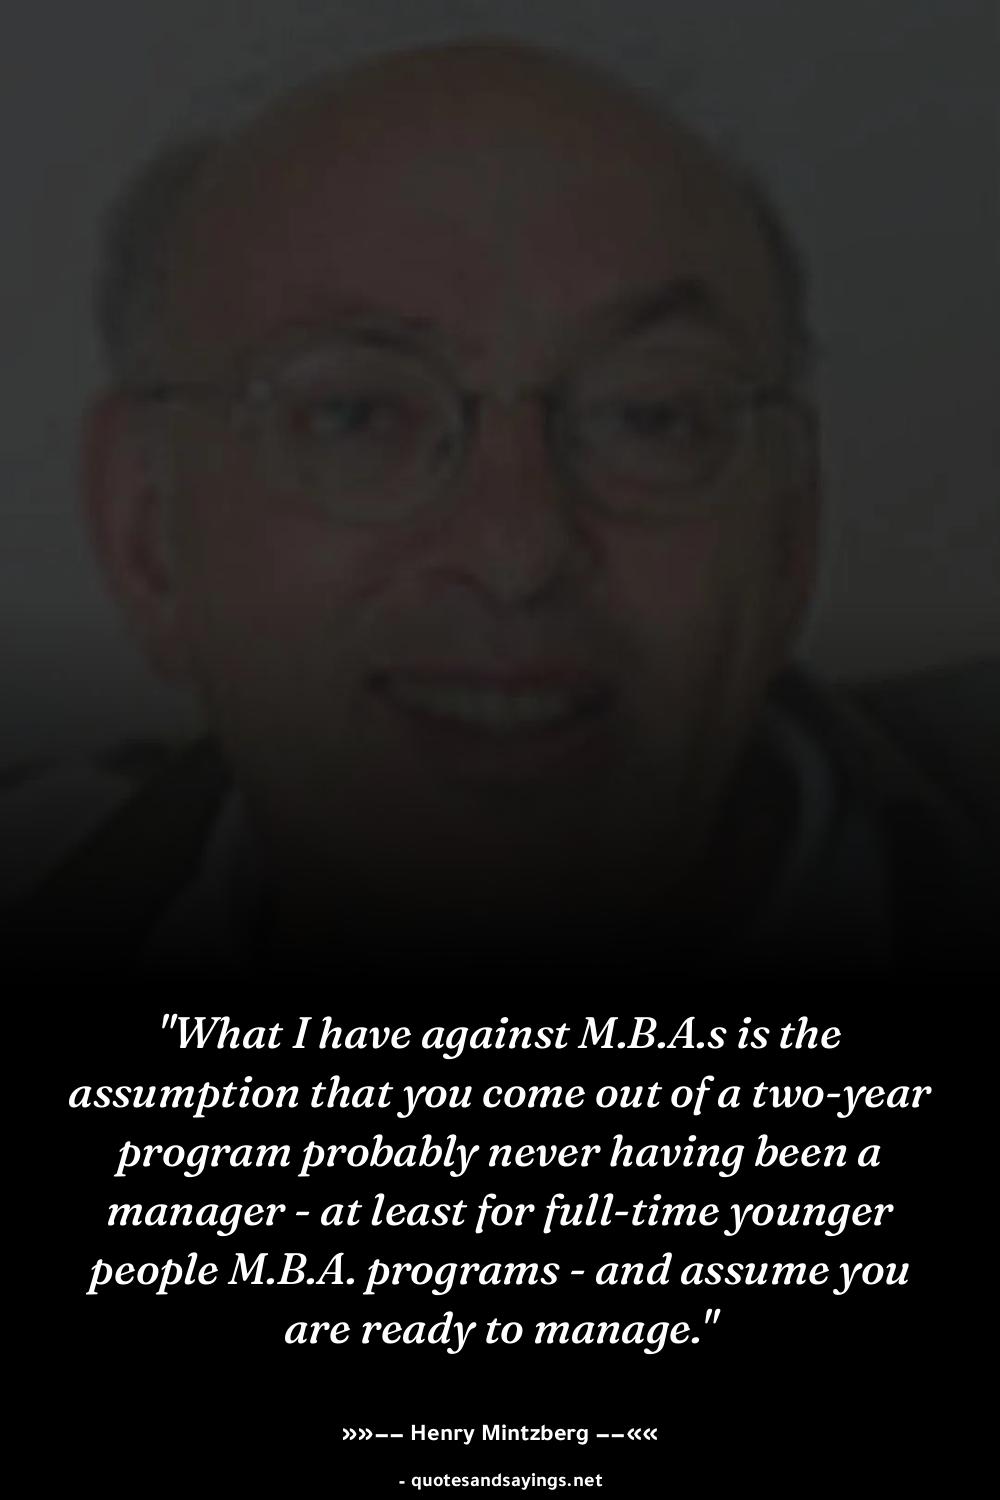 "What I have against M.B.A.s is the
assumption that you come out of a two-year
program probably never having been a
manager - at least for full-time younger
people M.B.A. programs - and assume you
are ready to manage."
»»-- Henry Mintzberg --««
- quotesandsayings.net